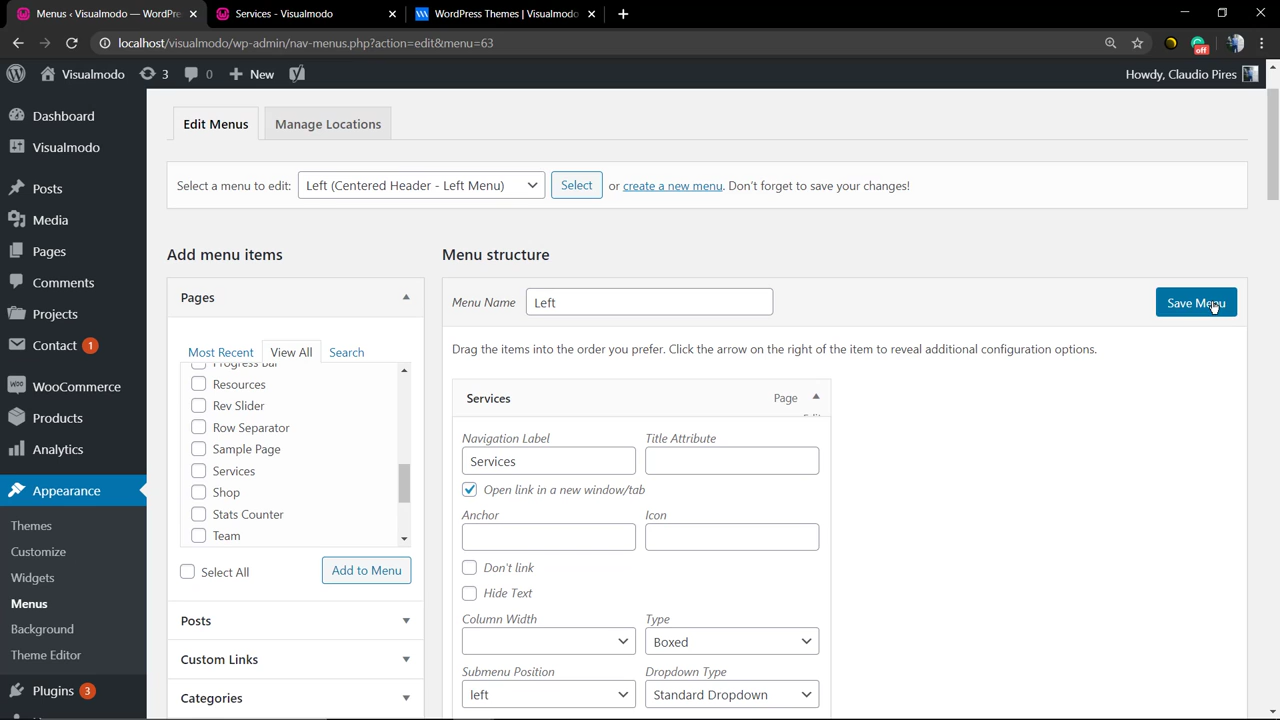 Menus ‹ Visualmodo — WordPre
Services - Visualmodo
WordPress Themes | Visualmodo
localhost/visualmodo/wp-admin/nav-menus.php?action=edit&menu=63
off
Visualmodo
3
0
New
Howdy, Claudio Pires
Dashboard
Visualmodo
Posts
Media
Pages
Comments
Projects
Contact 1
WooCommerce
Products
Analytics
Appearance
Themes
Customize
Widgets
Menus
Background
Theme Editor
Plugins 3
Edit Menus
Manage Locations
Select a menu to edit: Left (Centered Header - Left Menu) Select or create a new menu. Don’t forget to save your changes!
Add menu items
Pages
Most Recent View All Search
Progress Bar
Resources
Rev Slider
Row Separator
Sample Page
Services
Shop
Stats Counter
Team
Select All
Add to Menu
Posts
Custom Links
Categories
Menu structure
Menu Name Left
Save Menu
Drag the items into the order you prefer. Click the arrow on the right of the item to reveal additional configuration options.
Services Page
Navigation Label Title Attribute
Services
Open link in a new window/tab
Anchor Icon
Don't link
Hide Text
Column Width Type
Boxed
Submenu Position Dropdown Type
left Standard Dropdown